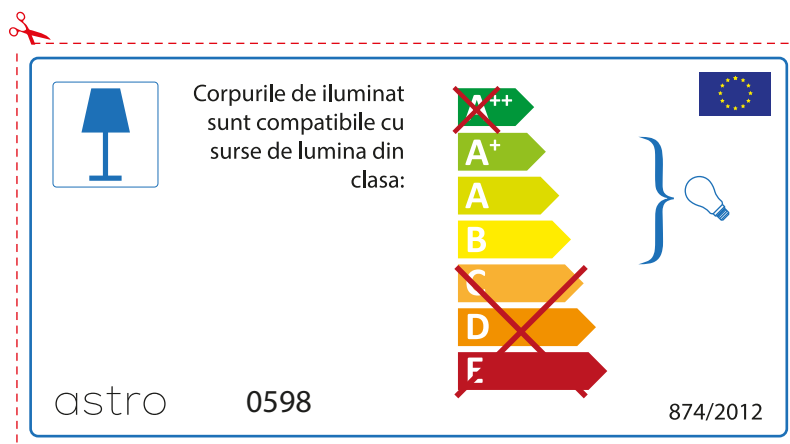 Corpurile de iluminat
sunt compatibile cu
surse de lumina din
clasa:
A++
A+
A
B
C
D
E
astro
0598
874/2012